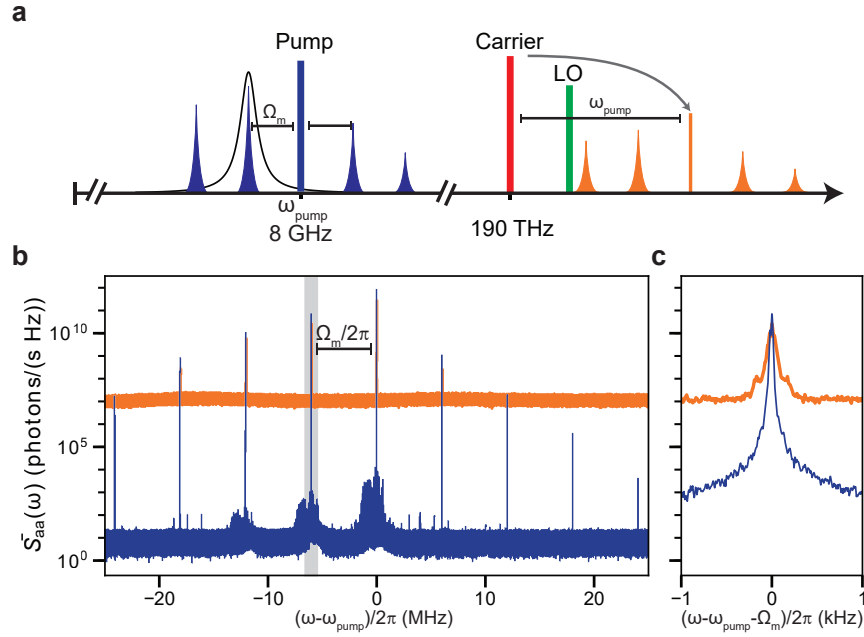 a
Pump
Carrier
LO
Ωm
ωpump
ωpump
8 GHz
190 THz
b
c
S̄aa(ω) (photons/(s Hz))
10^10
10^5
10^0
Ωm/2π
−20
−10
0
10
20
(ω-ωpump)/2π (MHz)
−1
0
1
(ω-ωpump-Ωm)/2π (kHz)